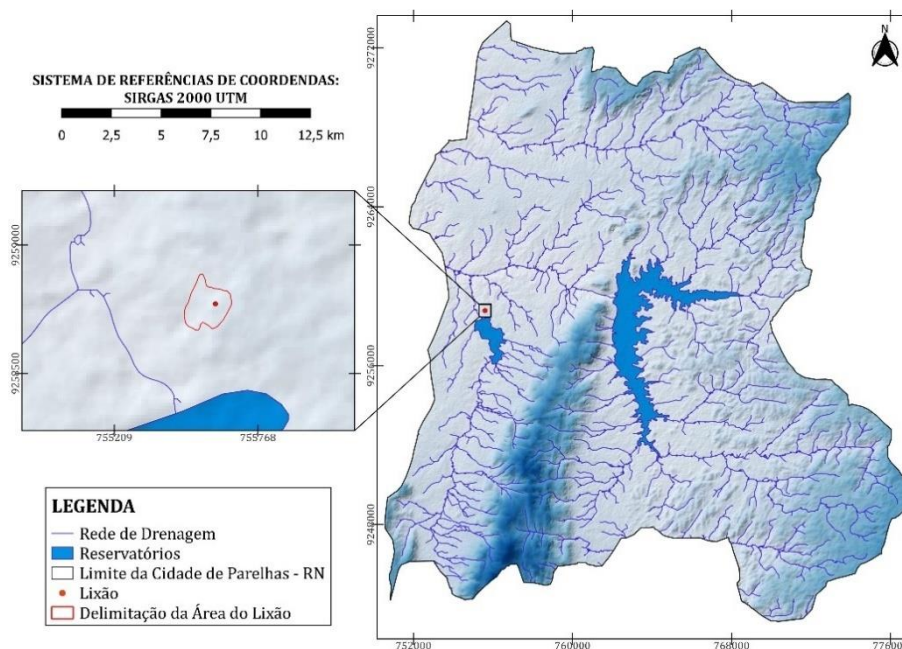 SISTEMA DE REFERÊNCIAS DE COORDENDAS:
SIRGAS 2000 UTM
0 2,5 5 7,5 10 12,5 km
N
9272000
9264000
9256000
9248000
752000 760000 768000 776000
9259000
9258500
755209 755768
LEGENDA
Rede de Drenagem
Reservatórios
Limite da Cidade de Parelhas - RN
Lixão
Delimitação da Área do Lixão